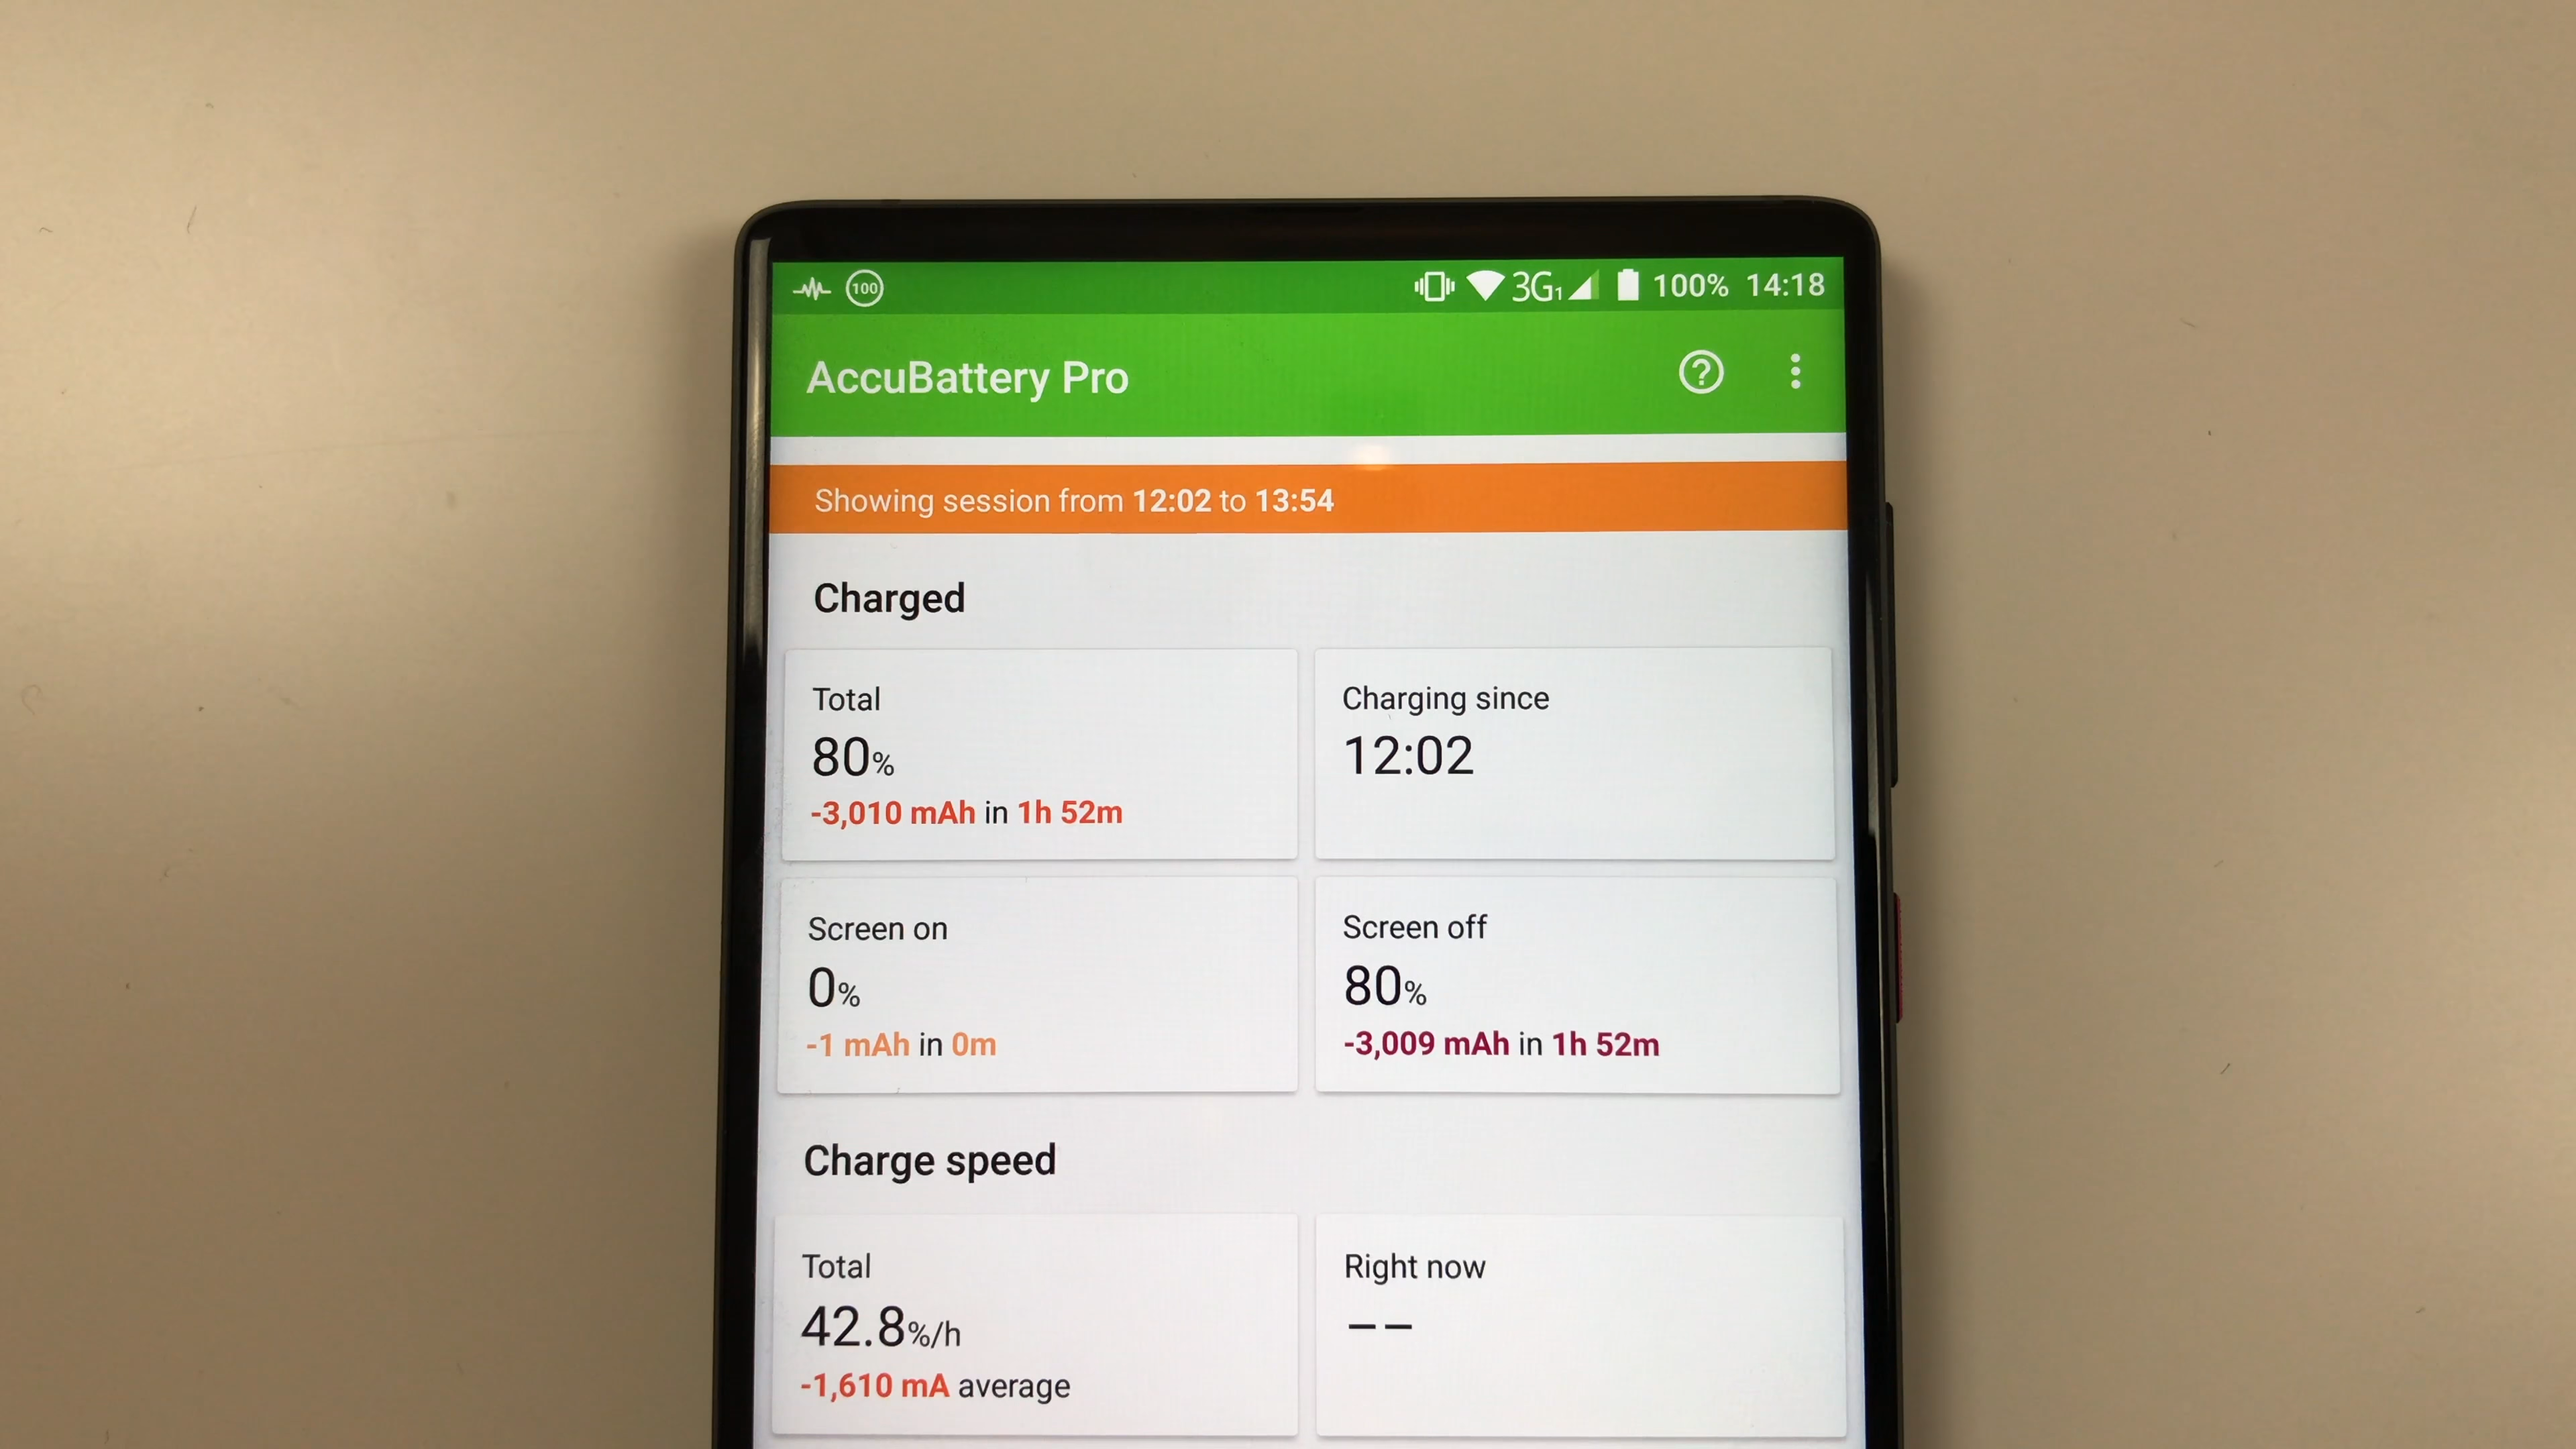 100 3G1 100% 14:18
AccuBattery Pro
Showing session from 12:02 to 13:54
Charged
Total
80%
-3,010 mAh in 1h 52m
Charging since
12:02
Screen on
0%
-1 mAh in 0m
Screen off
80%
-3,009 mAh in 1h 52m
Charge speed
Total
42.8%/h
-1,610 mA average
Right now
– –